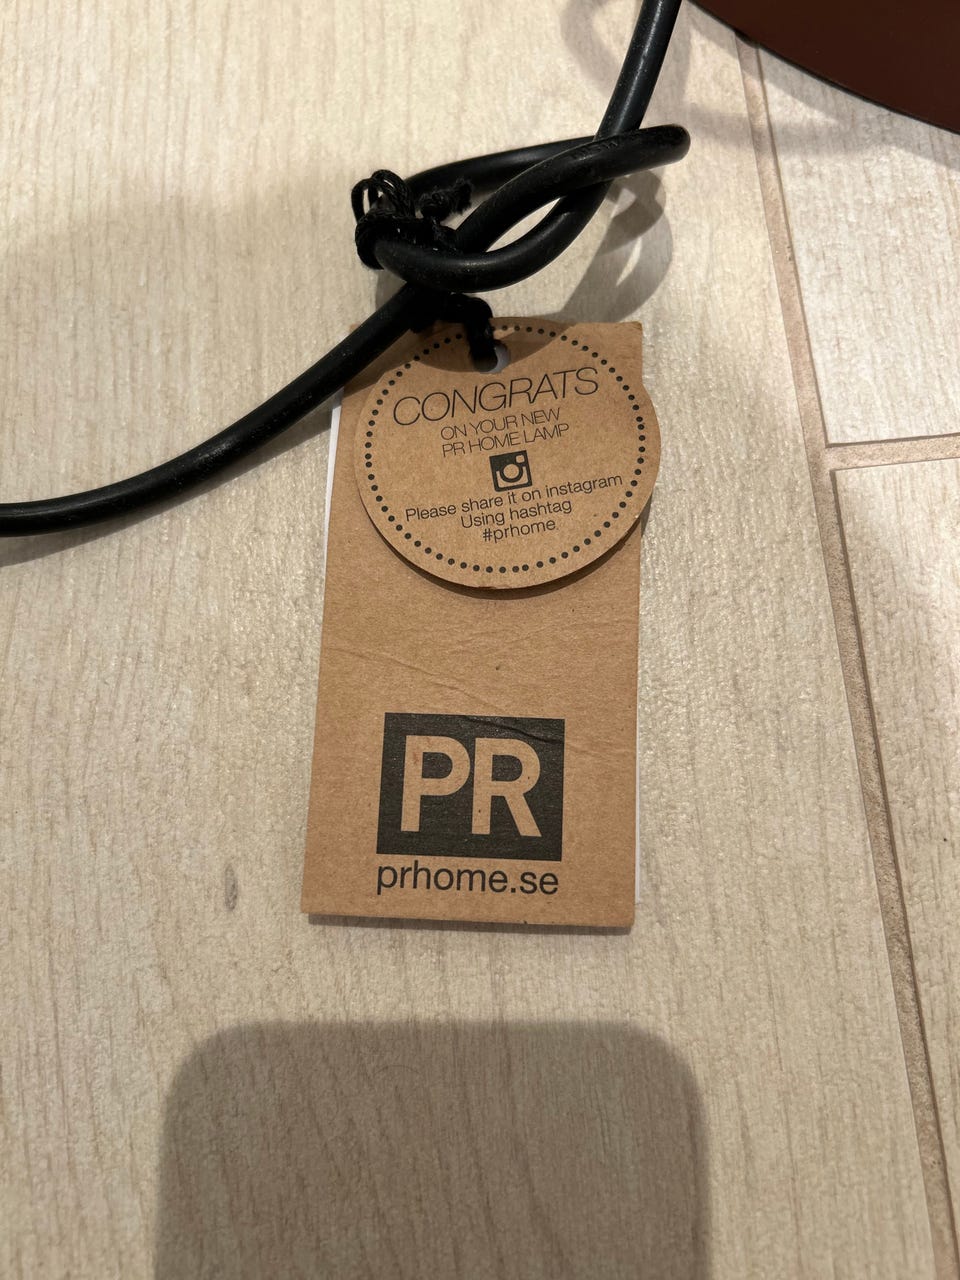 CONGRATS
ON YOUR NEW
PR HOME LAMP
Please share it on instagram
Using hashtag
#prhome
PR
prhome.se